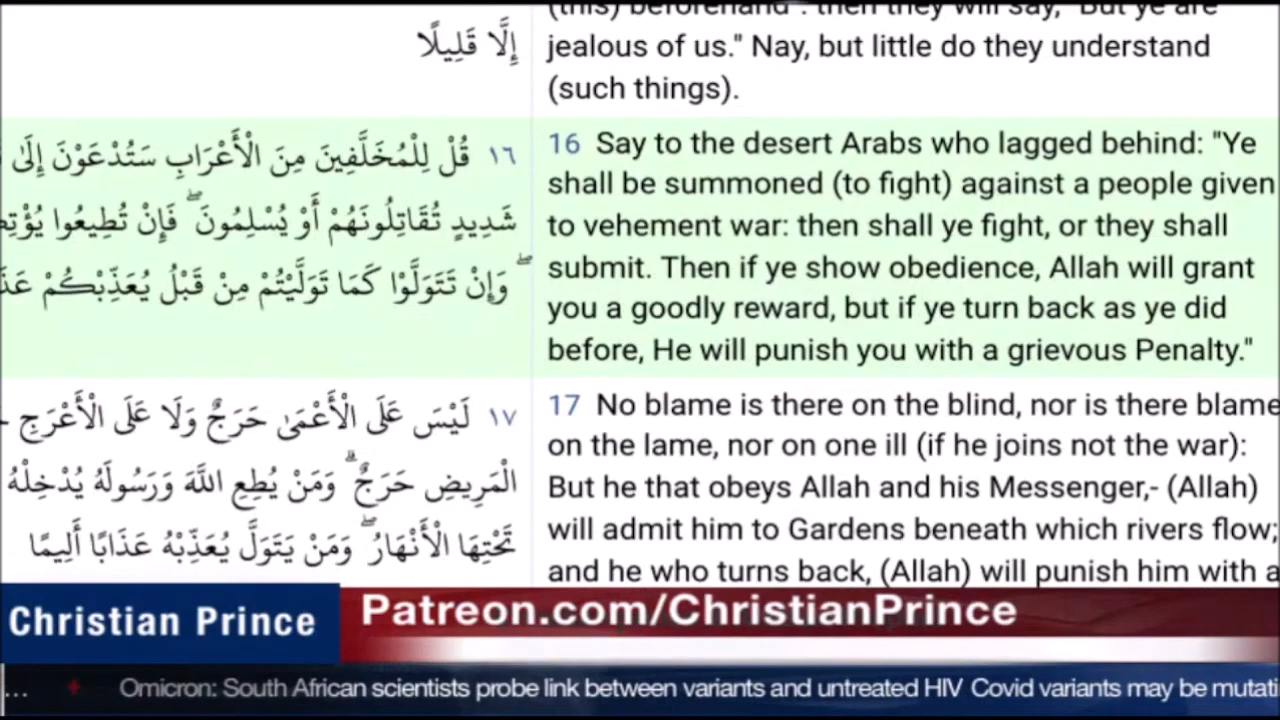 (this) beforehand": then they will say, "But ye are
إِلَّا قَلِيلًا
jealous of us." Nay, but little do they understand
(such things).
١٦ قُلْ لِلْمُخَلَّفِينَ مِنَ الْأَعْرَابِ سَتُدْعَوْنَ إِلَىٰ
شَدِيدٍ تُقَاتِلُونَهُمْ أَوْ يُسْلِمُونَ ۖ فَإِنْ تُطِيعُوا
ۖ وَإِنْ تَتَوَلَّوْا كَمَا تَوَلَّيْتُمْ مِنْ قَبْلُ يُعَذِّبْكُمْ
16 Say to the desert Arabs who lagged behind: "Ye
shall be summoned (to fight) against a people given
to vehement war: then shall ye fight, or they shall
submit. Then if ye show obedience, Allah will grant
you a goodly reward, but if ye turn back as ye did
before, He will punish you with a grievous Penalty."
١٧ لَيْسَ عَلَى الْأَعْمَىٰ حَرَجٌ وَلَا عَلَى الْأَعْرَجِ
الْمَرِيضِ حَرَجٌ ۗ وَمَنْ يُطِعِ اللَّهَ وَرَسُولَهُ يُدْخِلْهُ
تَحْتِهَا الْأَنْهَارُ ۖ وَمَنْ يَتَوَلَّ يُعَذِّبْهُ عَذَابًا أَلِيمًا
17 No blame is there on the blind, nor is there blame
on the lame, nor on one ill (if he joins not the war):
But he that obeys Allah and his Messenger,- (Allah)
will admit him to Gardens beneath which rivers flow;
and he who turns back, (Allah) will punish him with a
Christian Prince
Patreon.com/ChristianPrince
... Omicron: South African scientists probe link between variants and untreated HIV Covid variants may be mutati